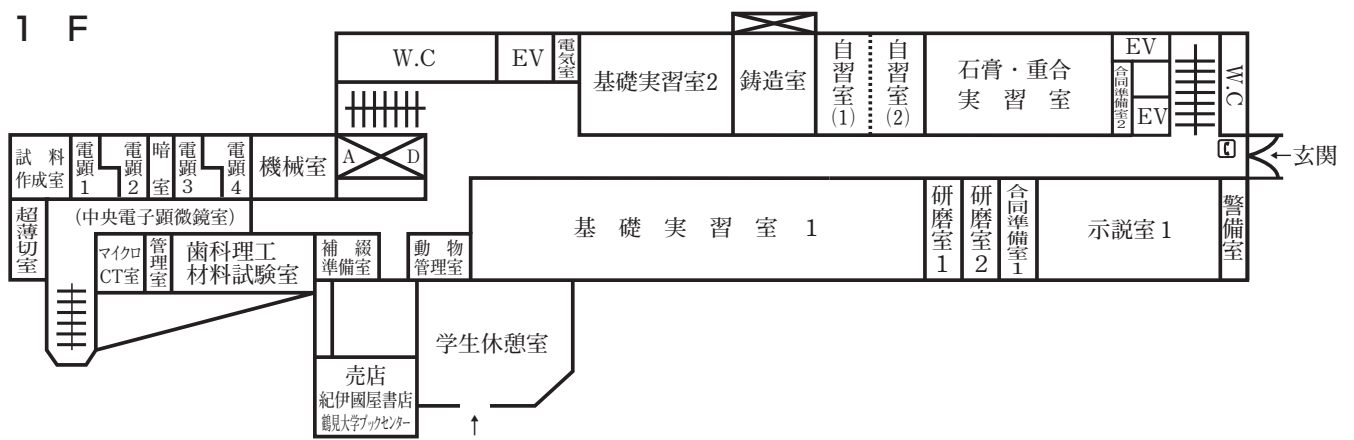 1 F
W.C
EV
電気室
基礎実習室2
鋳造室
自習室(1)
自習室(2)
石膏・重合
実習室
EV
合同準備室2
EV
W.C
←玄関
試料
作成室
電顕1
電顕2
暗室
電顕3
電顕4
機械室
A
D
超薄切室
(中央電子顕微鏡室)
マイクロ
CT室
管理室
歯科理工
材料試験室
補綴
準備室
動物
管理室
基礎実習室1
研磨室1
研磨室2
合同準備室1
示説室1
警備室
学生休憩室
売店
紀伊國屋書店
鶴見大学ブックセンター
↑